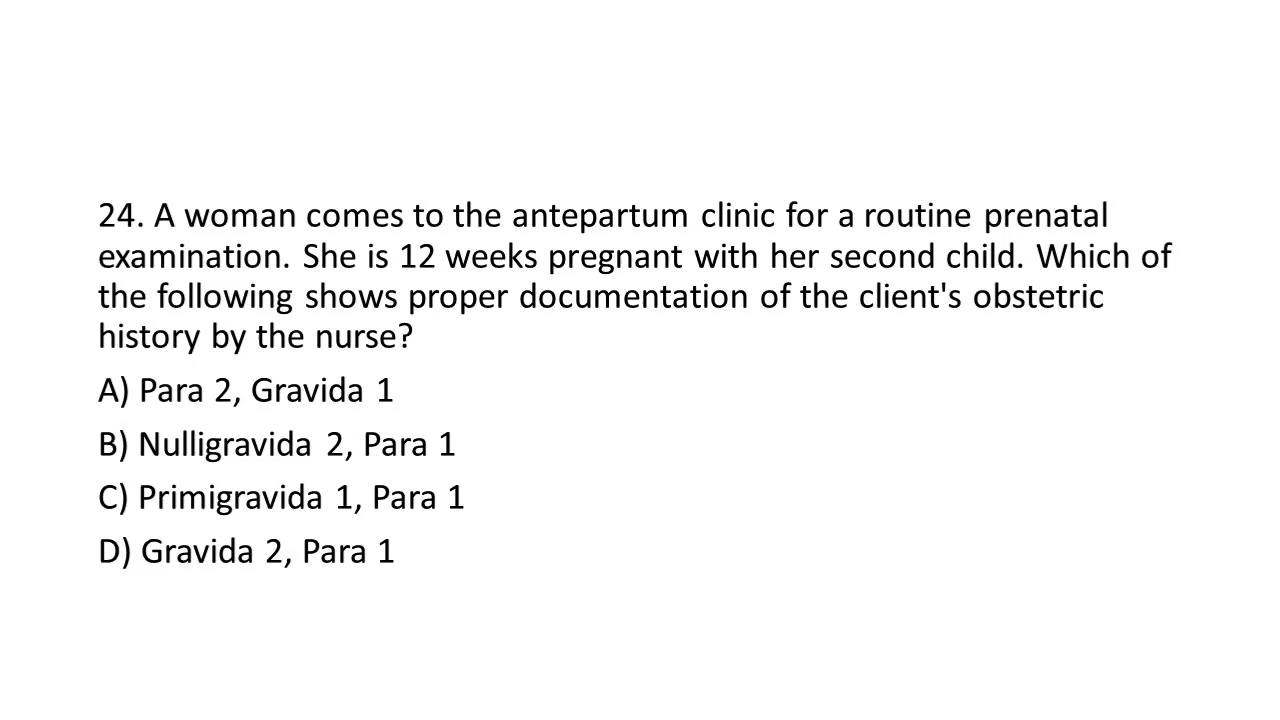 24. A woman comes to the antepartum clinic for a routine prenatal
examination. She is 12 weeks pregnant with her second child. Which of
the following shows proper documentation of the client's obstetric
history by the nurse?
A) Para 2, Gravida 1
B) Nulligravida 2, Para 1
C) Primigravida 1, Para 1
D) Gravida 2, Para 1